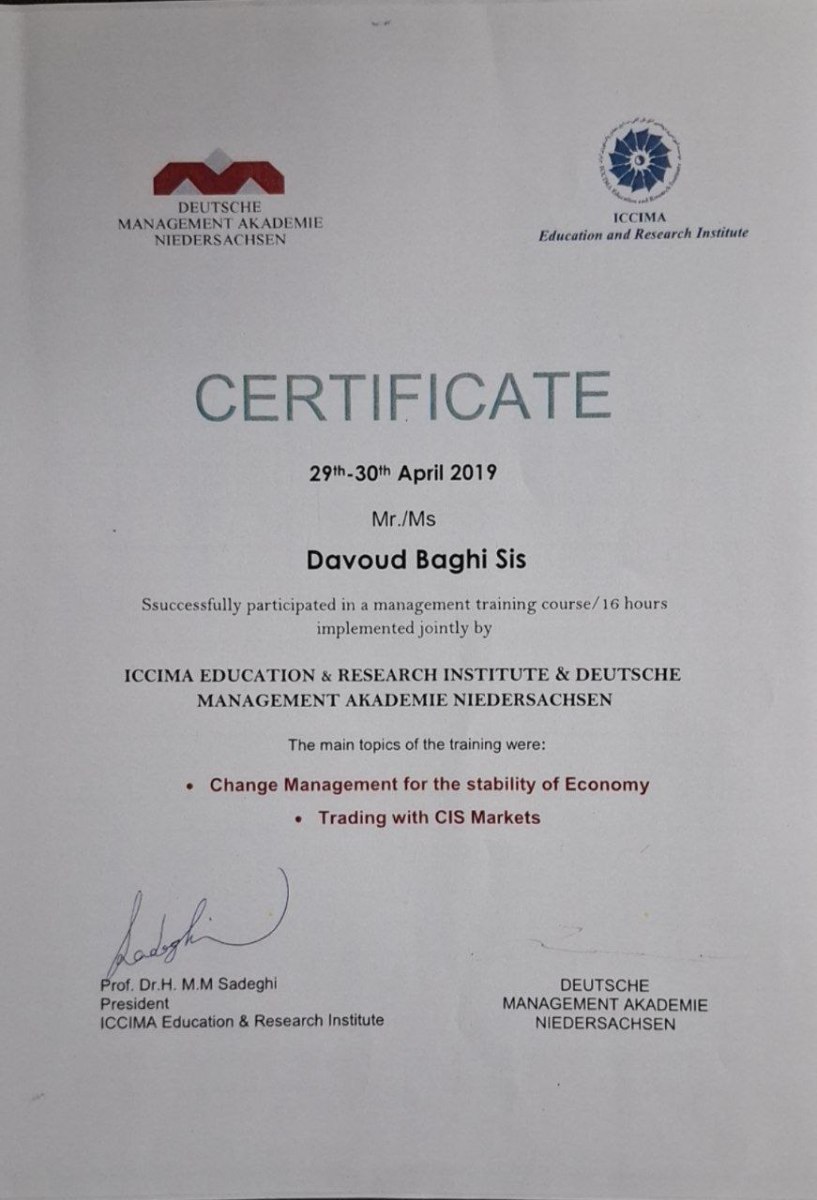 DEUTSCHE
MANAGEMENT AKADEMIE
NIEDERSACHSEN
ICCIMA
Education and Research Institute
CERTIFICATE
29th-30th April 2019
Mr./Ms
Davoud Baghi Sis
Ssuccessfully participated in a management training course/16 hours
implemented jointly by
ICCIMA EDUCATION & RESEARCH INSTITUTE & DEUTSCHE
MANAGEMENT AKADEMIE NIEDERSACHSEN
The main topics of the training were:
• Change Management for the stability of Economy
• Trading with CIS Markets
Sadeghi
Prof. Dr.H. M.M Sadeghi
President
ICCIMA Education & Research Institute
DEUTSCHE
MANAGEMENT AKADEMIE
NIEDERSACHSEN